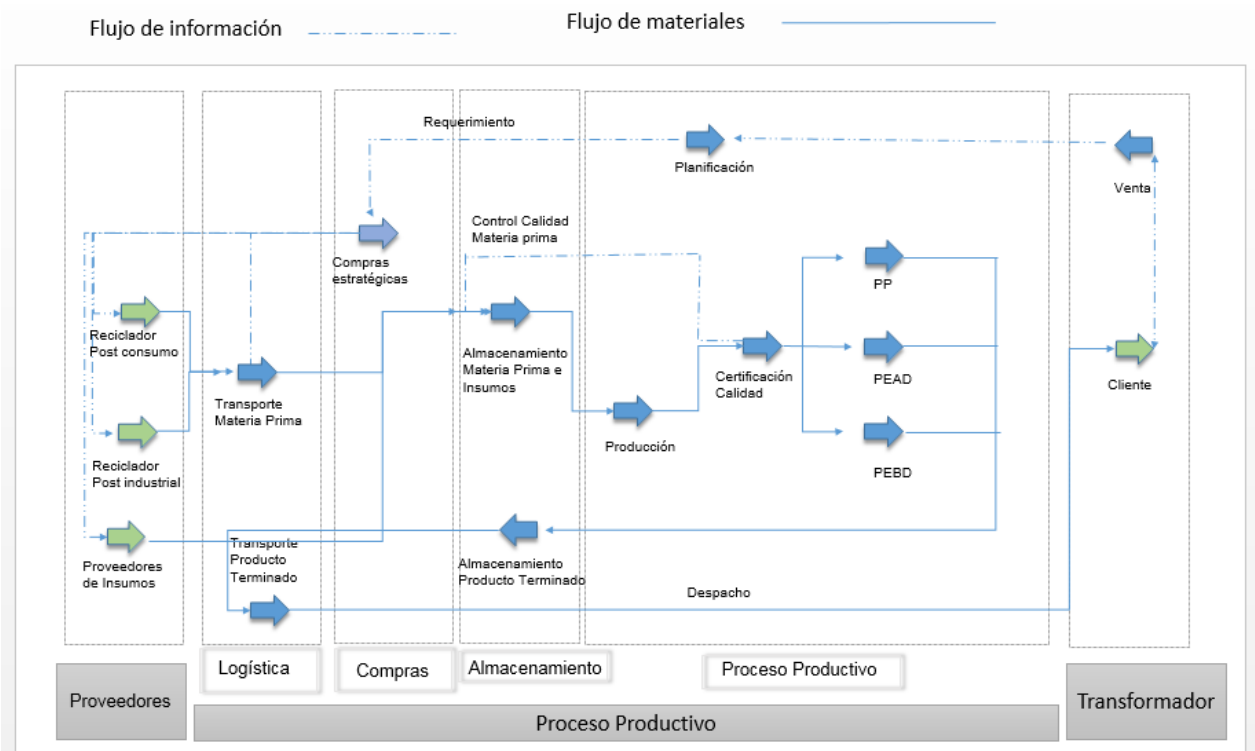 Flujo de información
Flujo de materiales
Requerimiento
Planificación
Venta
Control Calidad
Materia prima
Compras
estratégicas
PP
Reciclador
Post consumo
Almacenamiento
Materia Prima e
Insumos
Certificación
Calidad
PEAD
Cliente
Transporte
Materia Prima
Producción
Reciclador
Post industrial
PEBD
Proveedores
de Insumos
Transporte
Producto
Terminado
Almacenamiento
Producto Terminado
Despacho
Logística
Compras
Almacenamiento
Proceso Productivo
Proveedores
Proceso Productivo
Transformador